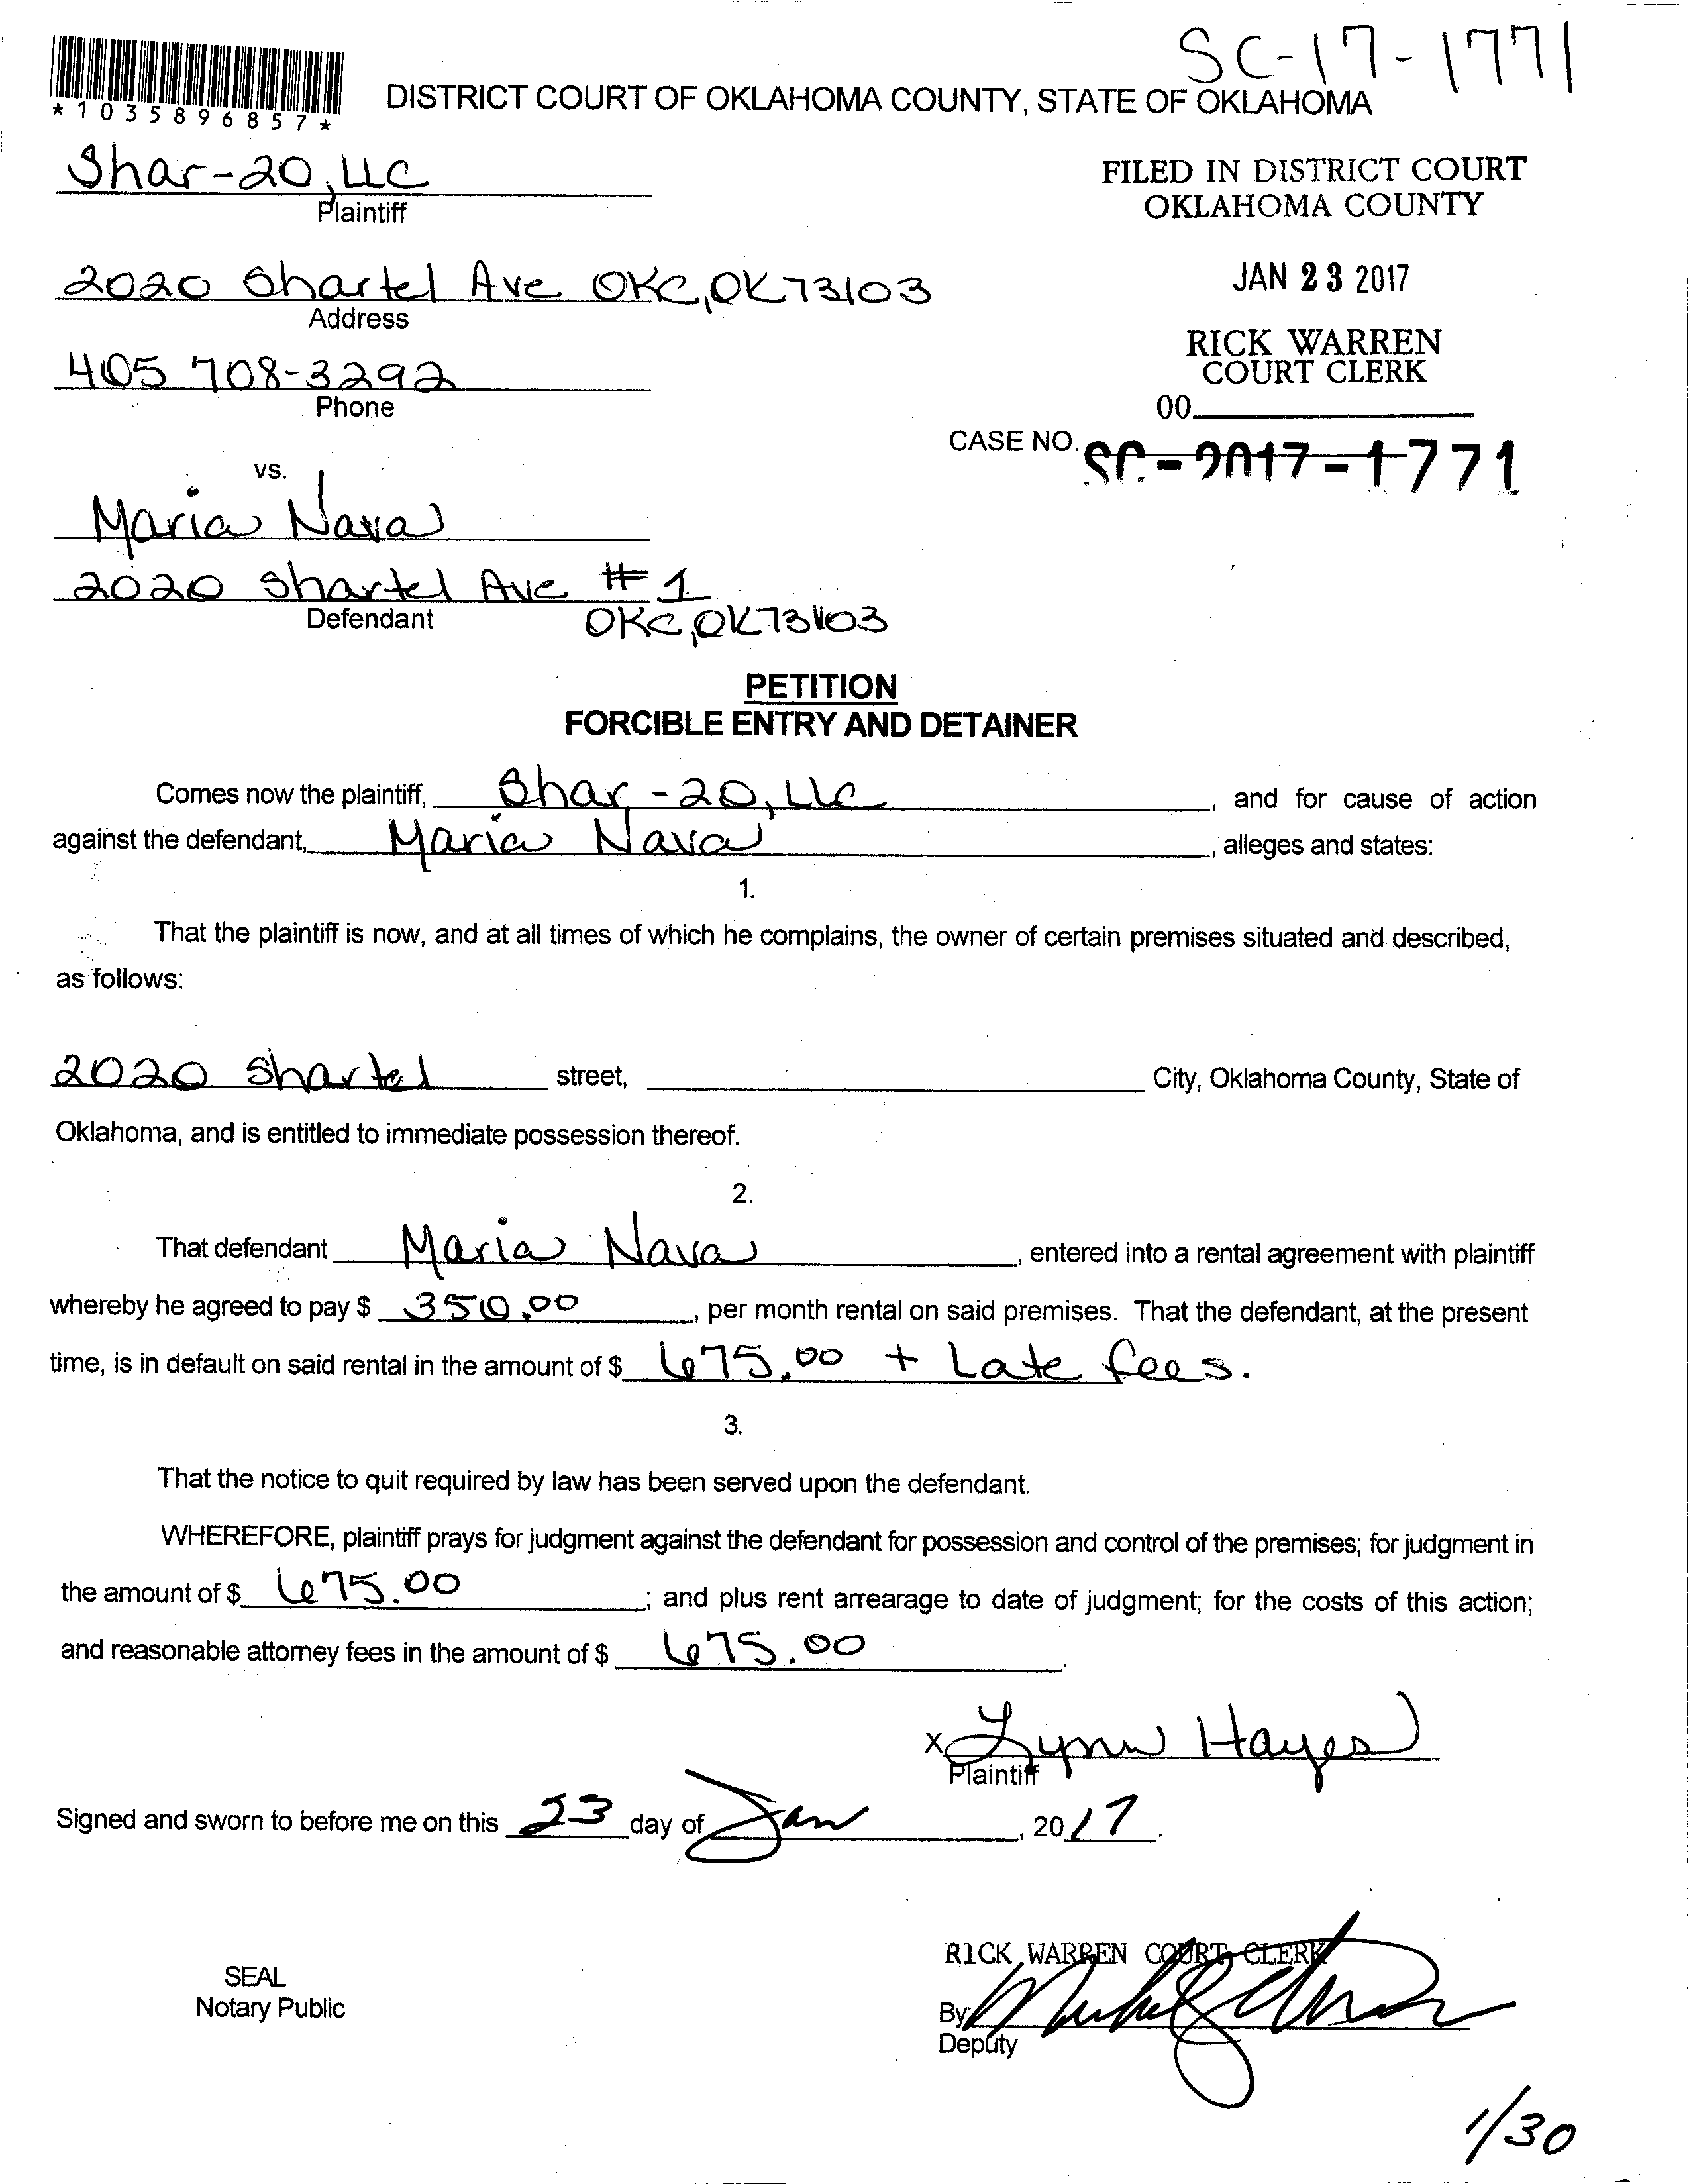 SC-17-1771
*1035896857*
DISTRICT COURT OF OKLAHOMA COUNTY, STATE OF OKLAHOMA
Shar-20, LLC
Plaintiff
FILED IN DISTRICT COURT
OKLAHOMA COUNTY
2020 Shartel Ave OKC, OK 73103
Address
JAN 23 2017
405 708-3292
Phone
RICK WARREN
COURT CLERK
00
CASE NO. SC-2017-1771
vs.
Maria Nava
2020 Shartel Ave #1
Defendant
OKC, OK 73103
PETITION
FORCIBLE ENTRY AND DETAINER
Comes now the plaintiff, Shar-20, LLC, and for cause of action
against the defendant, Maria Nava, alleges and states:
1.
That the plaintiff is now, and at all times of which he complains, the owner of certain premises situated and described,
as follows:
2020 Shartel street, City, Oklahoma County, State of
Oklahoma, and is entitled to immediate possession thereof.
2.
That defendant Maria Nava, entered into a rental agreement with plaintiff
whereby he agreed to pay $ 350.00, per month rental on said premises. That the defendant, at the present
time, is in default on said rental in the amount of $ 675.00 + Late fees.
3.
That the notice to quit required by law has been served upon the defendant.
WHEREFORE, plaintiff prays for judgment against the defendant for possession and control of the premises; for judgment in
the amount of $ 675.00; and plus rent arrearage to date of judgment; for the costs of this action;
and reasonable attorney fees in the amount of $ 675.00.
x Lynn Hayes
Plaintiff
Signed and sworn to before me on this 23 day of Jan, 2017.
RICK WARREN COURT CLERK
SEAL
Notary Public
By
Deputy
1/30